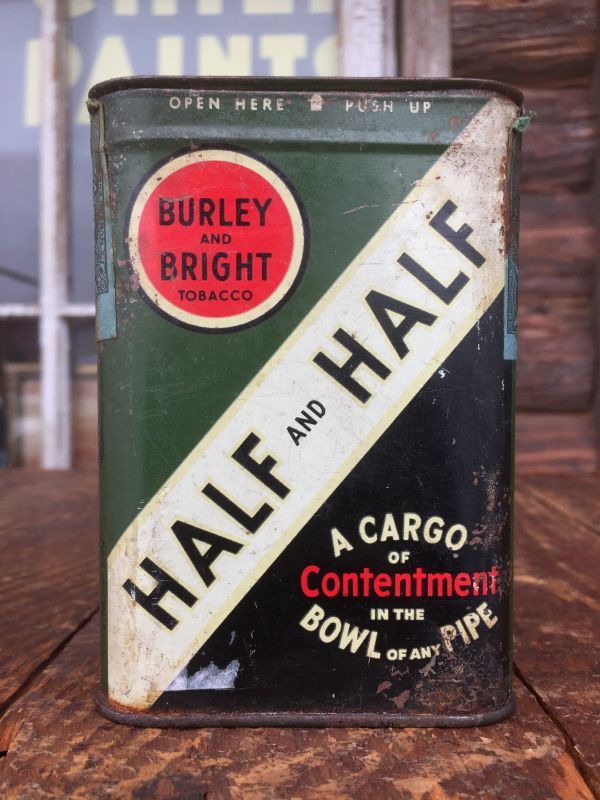 PAINTS
OPEN HERE PUSH UP
BURLEY
AND
BRIGHT
TOBACCO
HALF AND HALF
A CARGO
OF
Contentment
IN THE
BOWL OF ANY PIPE